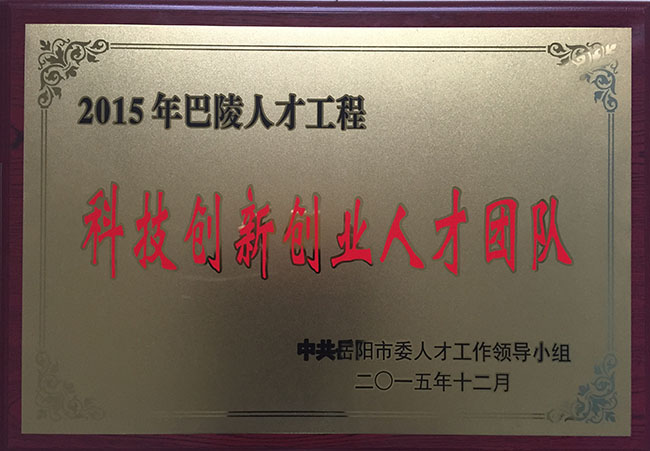 2015年巴陵人才工程
科技创新创业人才团队
中共岳阳市委人才工作领导小组
二〇一五年十二月